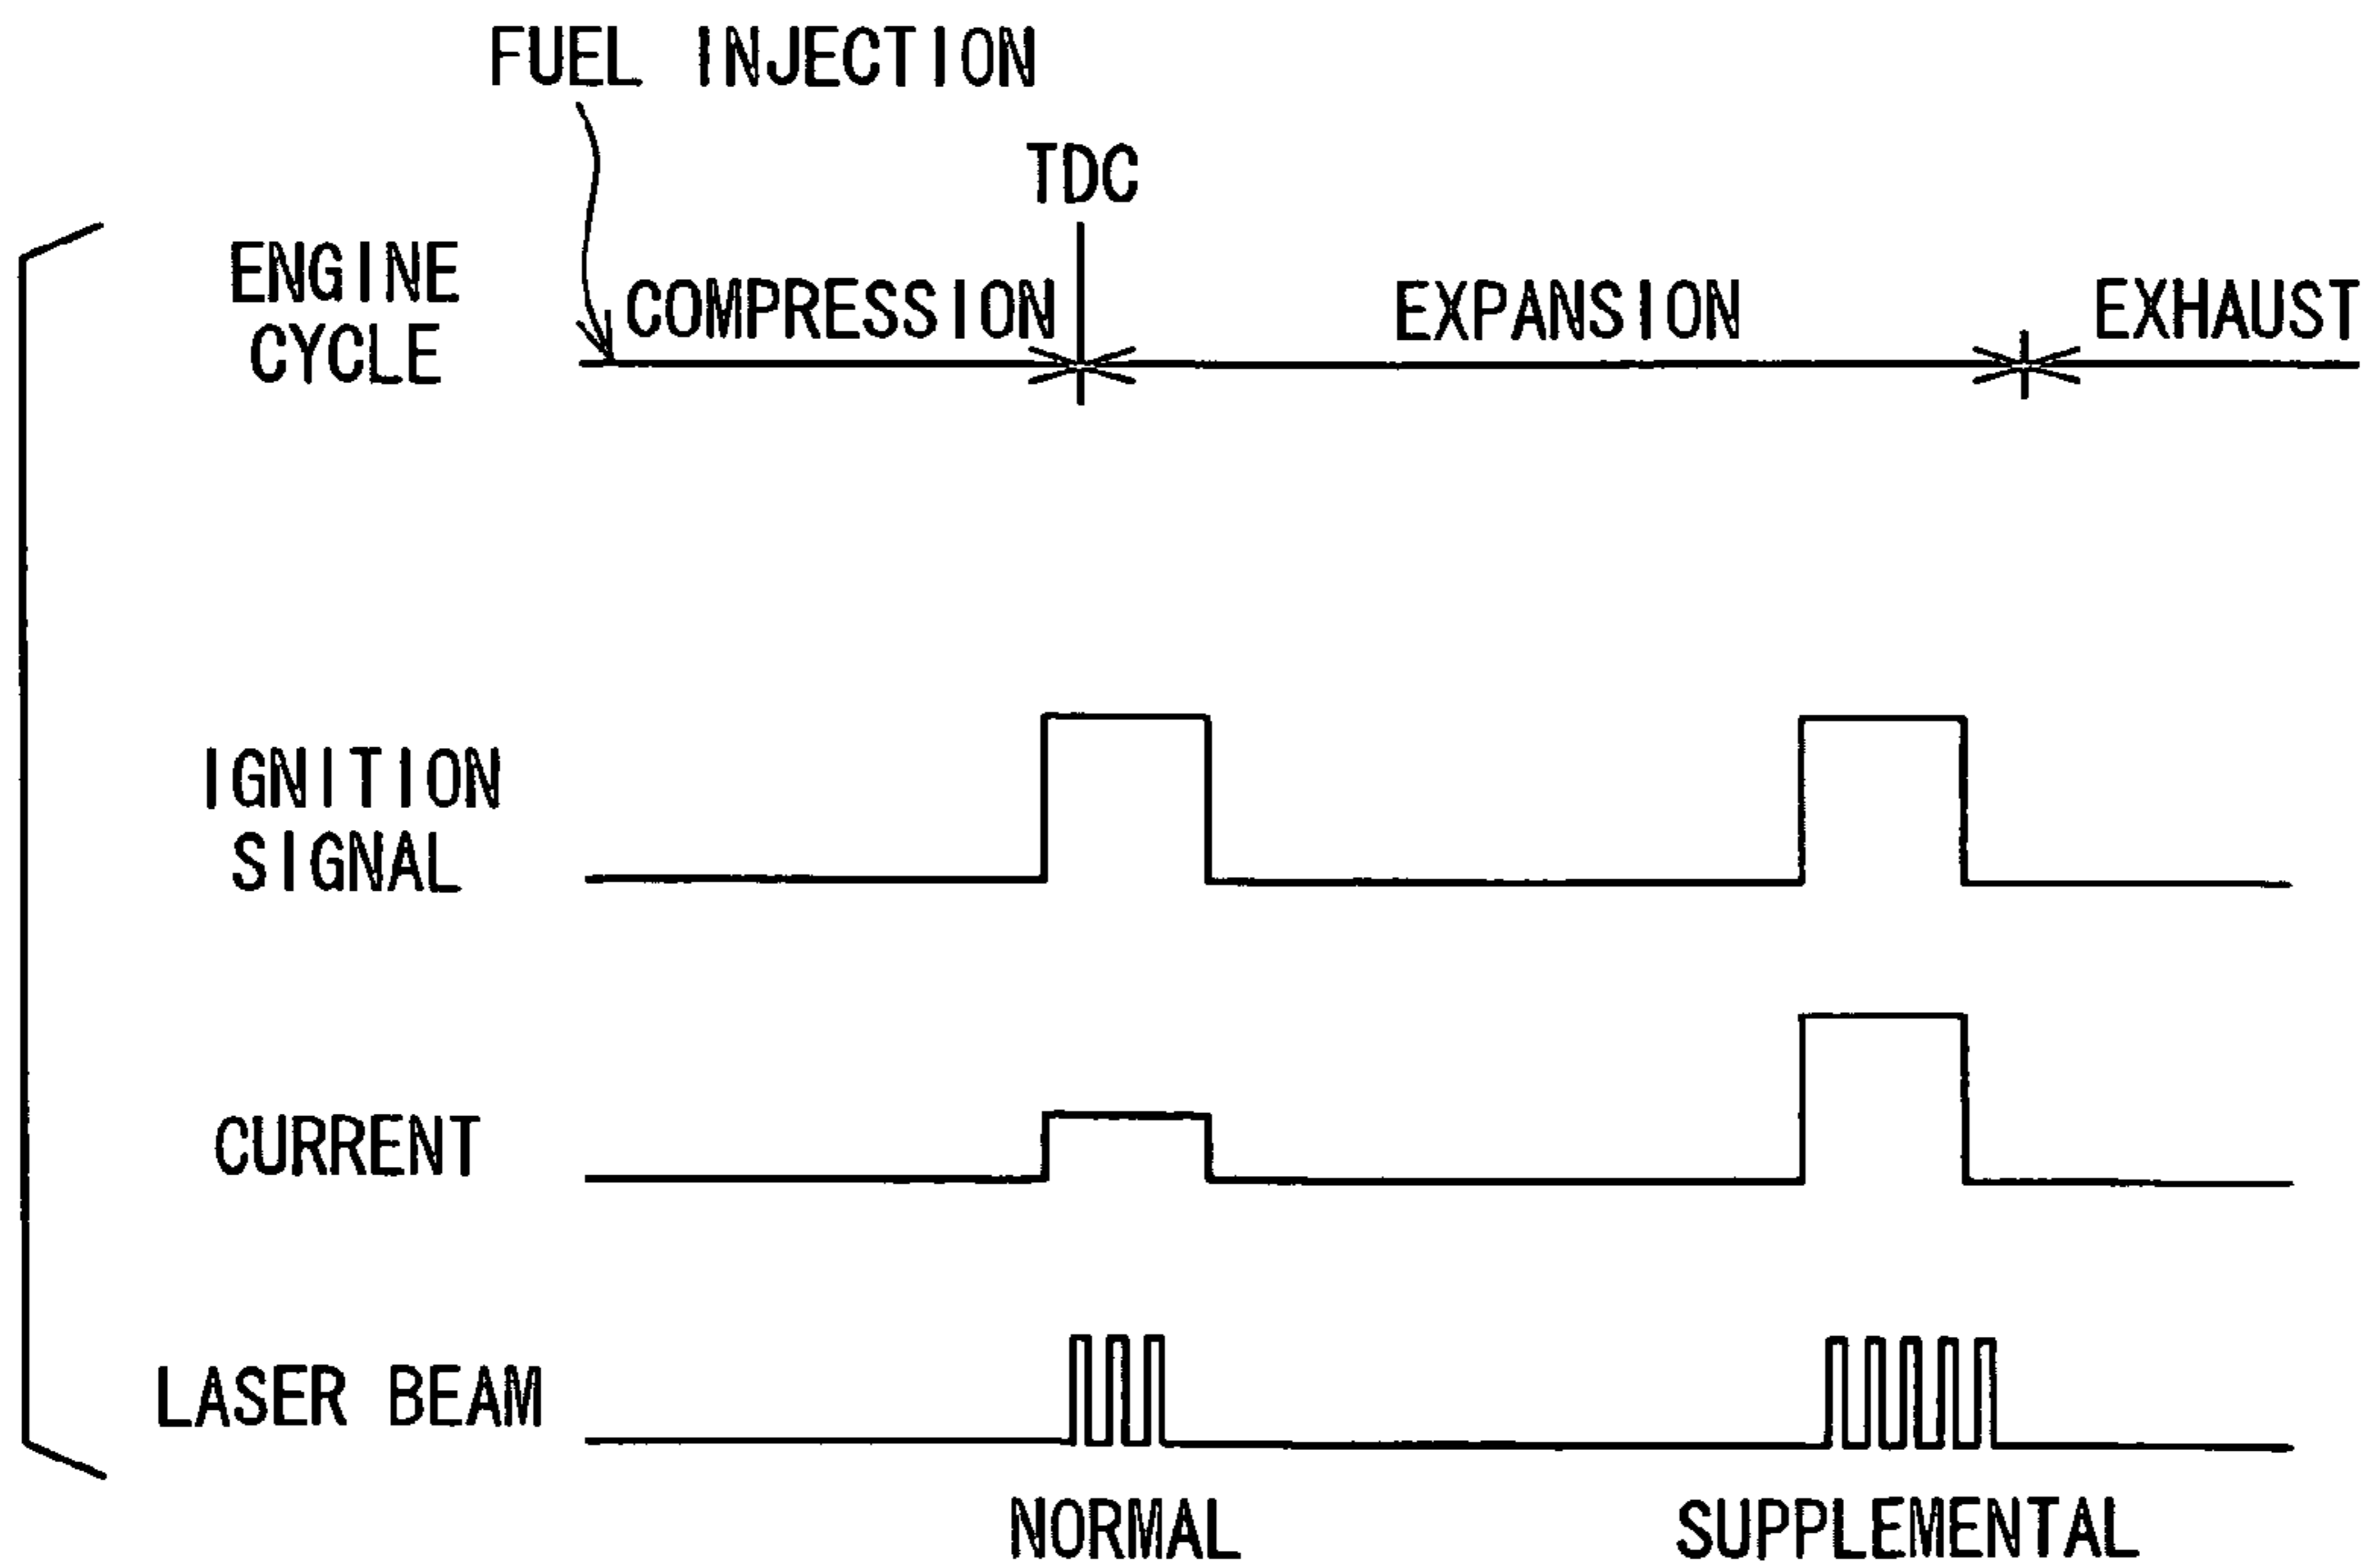 FUEL INJECTION
TDC
ENGINE
CYCLE
COMPRESSION
EXPANSION
EXHAUST
IGNITION
SIGNAL
CURRENT
LASER BEAM
NORMAL
SUPPLEMENTAL